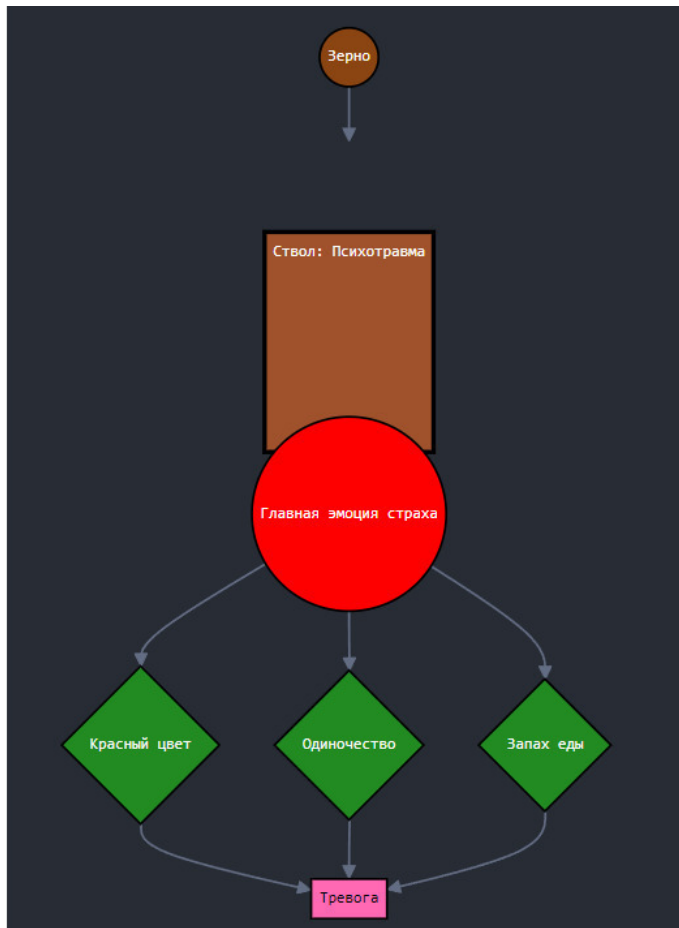 Зерно
Ствол: Психотравма
Главная эмоция страха
Красный цвет
Одиночество
Запах еды
Тревога